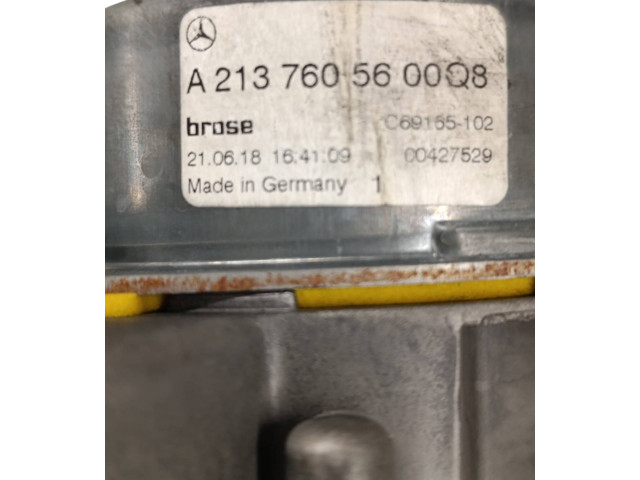 A 213 760 56 00Q8
brose C69165-102
21.06.18 16:41:09 00427529
Made in Germany 1